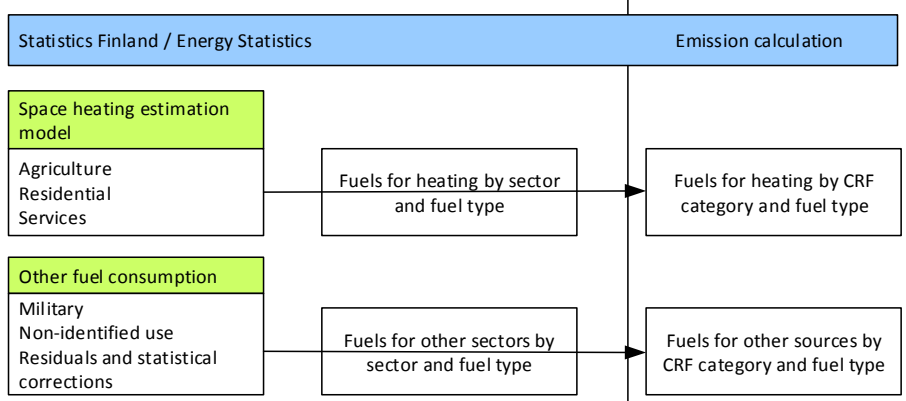 Statistics Finland / Energy Statistics
Emission calculation
Space heating estimation
model
Agriculture
Residential
Services
Fuels for heating by sector
and fuel type
Fuels for heating by CRF
category and fuel type
Other fuel consumption
Military
Non-identified use
Residuals and statistical
corrections
Fuels for other sectors by
sector and fuel type
Fuels for other sources by
CRF category and fuel type